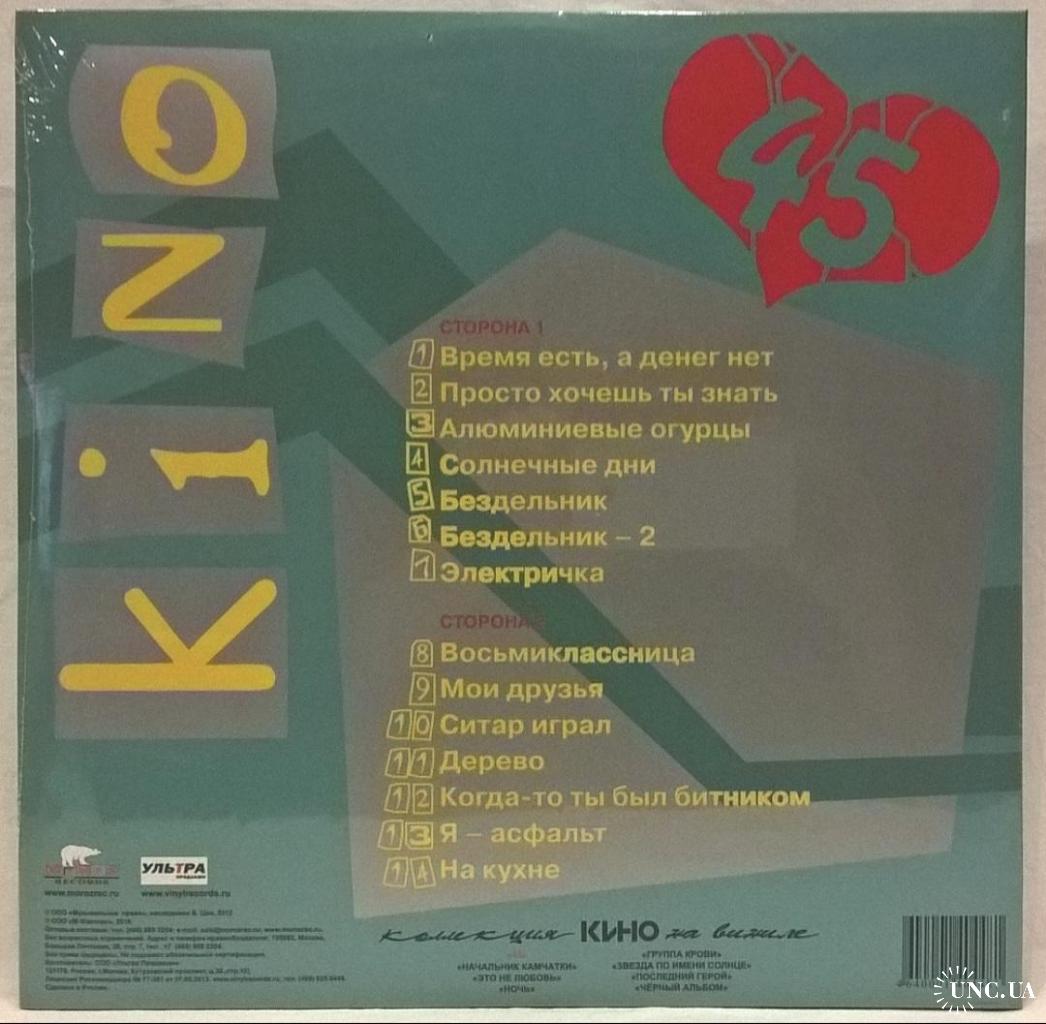 Kino
45
СТОРОНА 1
1 Время есть, а денег нет
2 Просто хочешь ты знать
3 Алюминиевые огурцы
4 Солнечные дни
5 Бездельник
6 Бездельник – 2
7 Электричка
СТОРОНА
8 Восьмиклассница
9 Мои друзья
10 Ситар играл
11 Дерево
12 Когда-то ты был битником
13 Я – асфальт
14 На кухне
УЛЬТРА
RECORDS
www.morozrec.ru www.vinylrecords.ru
коллекция КИНО на виниле
«НАЧАЛЬНИК КАМЧАТКИ»
«ЭТО НЕ ЛЮБОВЬ»
«НОЧЬ»
«ГРУППА КРОВИ»
«ЗВЕЗДА ПО ИМЕНИ СОЛНЦЕ»
«ПОСЛЕДНИЙ ГЕРОЙ»
«ЧЁРНЫЙ АЛЬБОМ»
Сделано в России.
UNC.UA